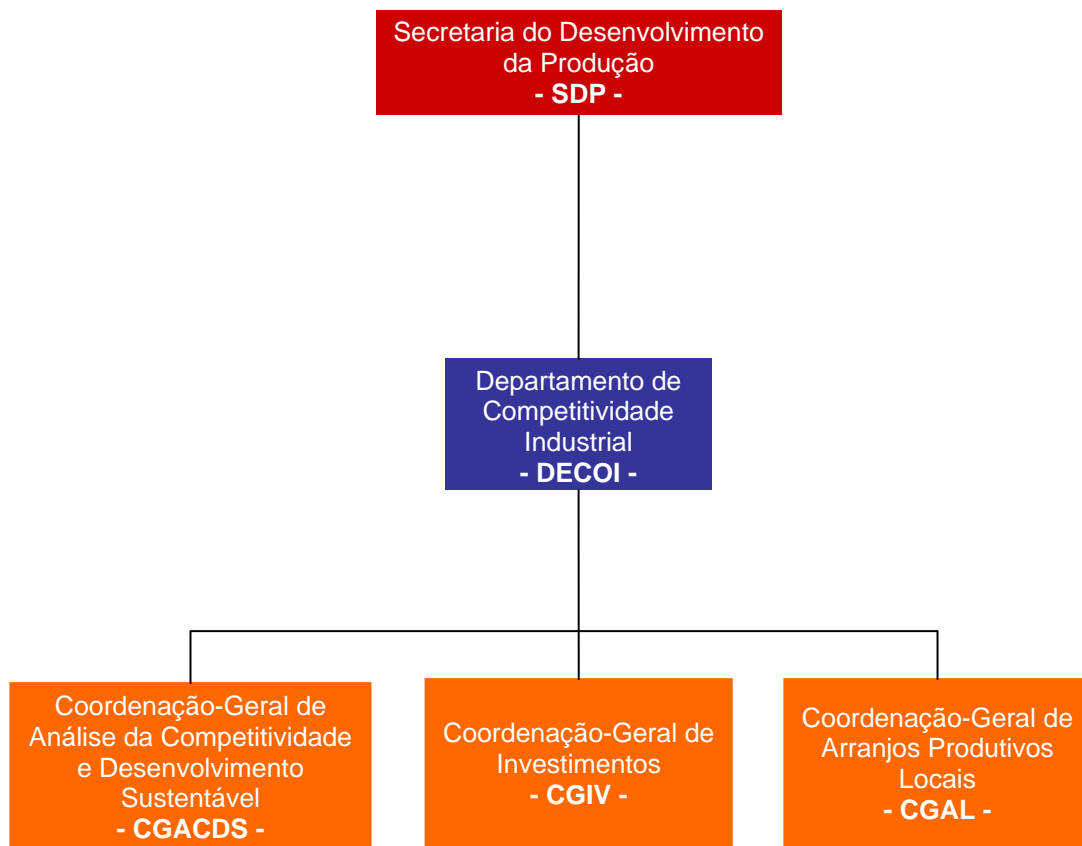 Secretaria do Desenvolvimento
da Produção
- SDP -
Departamento de
Competitividade
Industrial
- DECOI -
Coordenação-Geral de
Análise da Competitividade
e Desenvolvimento
Sustentável
- CGACDS -
Coordenação-Geral de
Investimentos
- CGIV -
Coordenação-Geral de
Arranjos Produtivos
Locais
- CGAL -